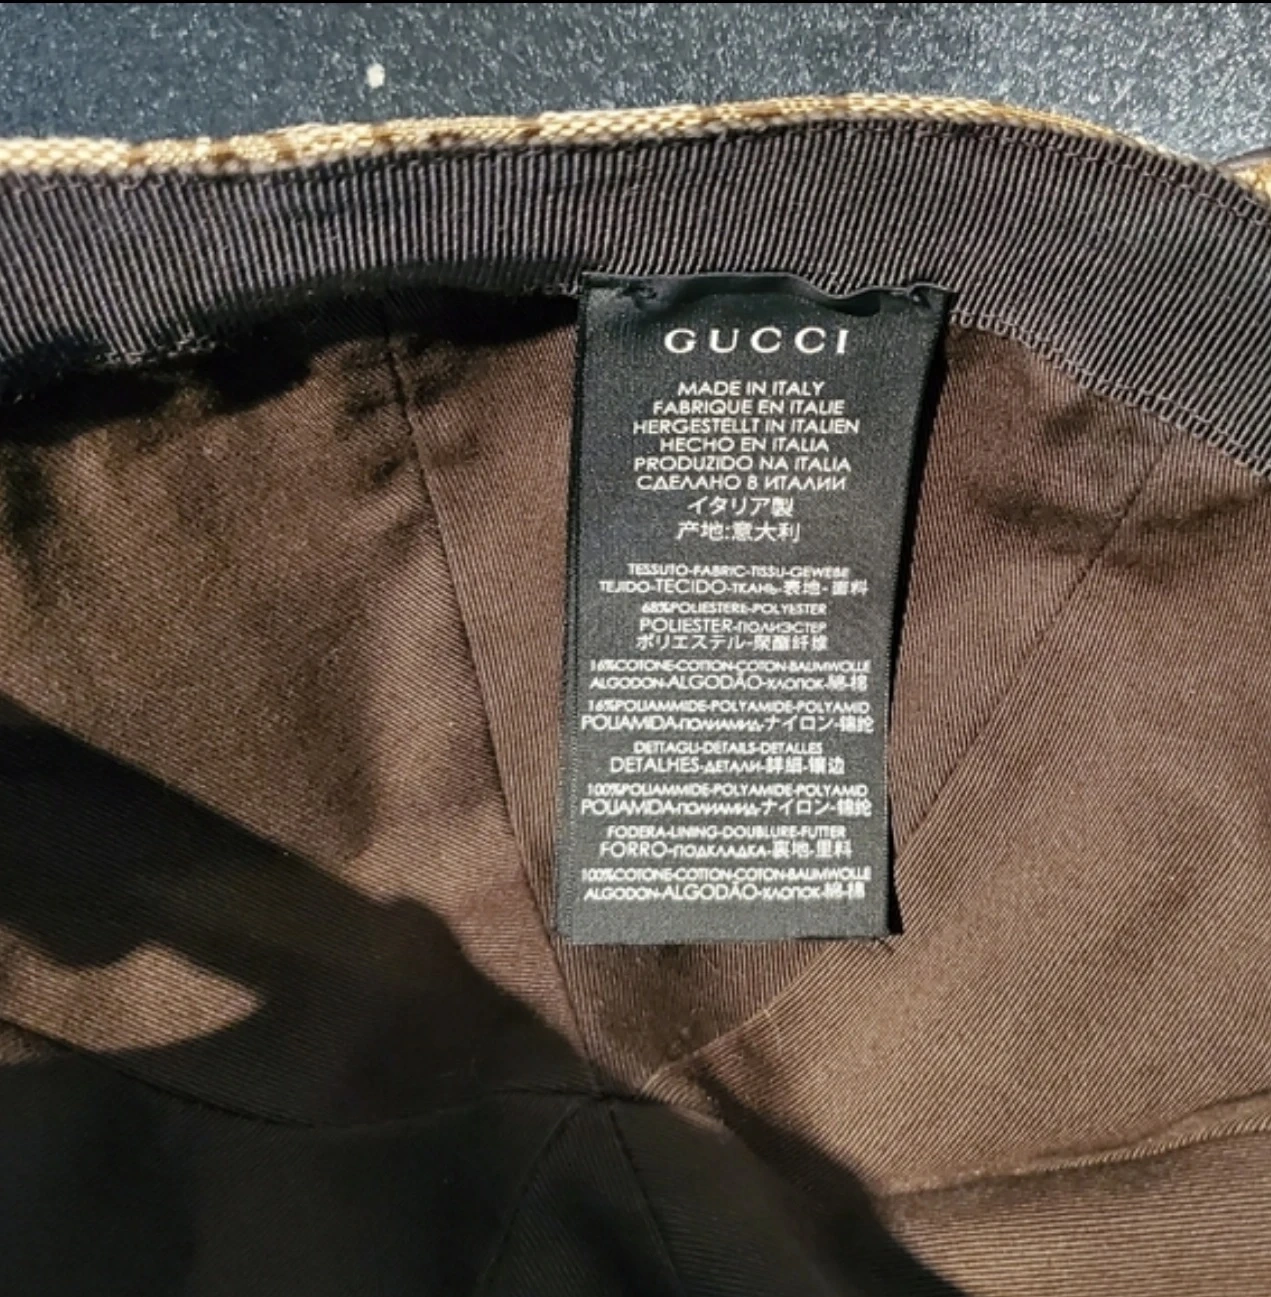 GUCCI
MADE IN ITALY
FABRIQUE EN ITALIE
HERGESTELLT IN ITALIEN
HECHO EN ITALIA
PRODUZIDO NA ITALIA
СДЕЛАНО В ИТАЛИИ
イタリア製
产地:意大利
TESSUTO-FABRIC-TISSU-GEWEBE
TEJIDO-TECIDO-ТКАНЬ-表地-面料
68%POLIESTERE-POLYESTER
POLIESTER-ПОЛИЭСТЕР
ポリエステル-聚酯纤维
16%COTONE-COTTON-COTON-BAUMWOLLE
ALGODON-ALGODÃO-ХЛОПОК-綿-棉
16%POLIAMMIDE-POLYAMIDE-POLYAMID
POLIAMIDA-ПОЛИАМИД-ナイロン-锦纶
DETTAGLI-DETAILS-DETALLES
DETALHES-ДЕТАЛИ-詳細-镶边
100%POLIAMMIDE-POLYAMIDE-POLYAMID
POLIAMIDA-ПОЛИАМИД-ナイロン-锦纶
FODERA-LINING-DOUBLURE-FUTTER
FORRO-ПОДКЛАДКА-裏地-里料
100%COTONE-COTTON-COTON-BAUMWOLLE
ALGODON-ALGODÃO-ХЛОПОК-綿-棉